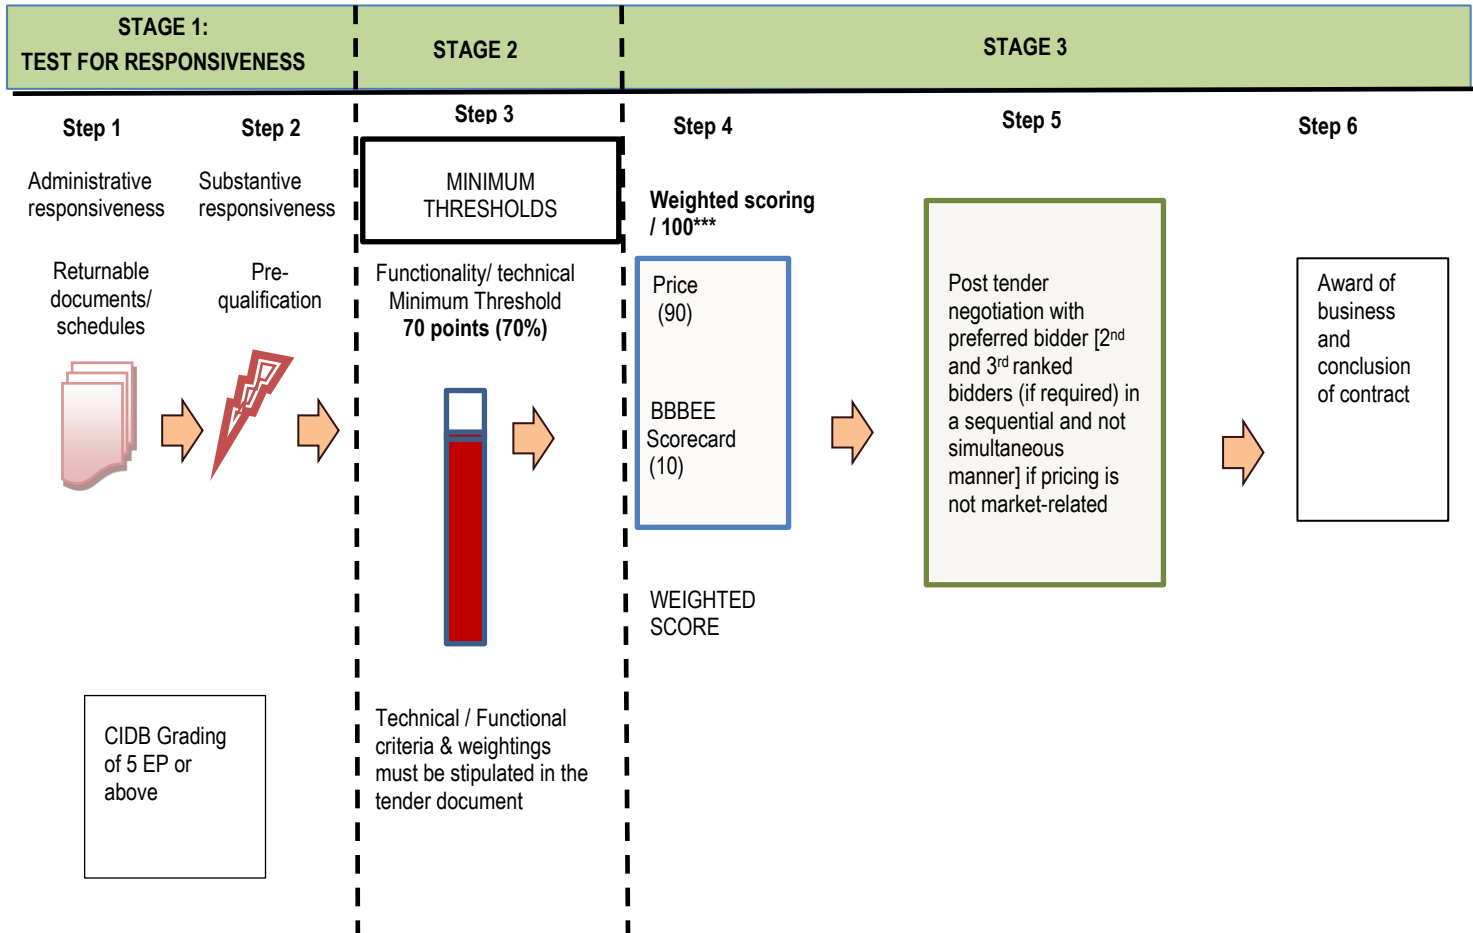 STAGE 1:
TEST FOR RESPONSIVENESS
STAGE 2
STAGE 3
Step 1
Administrative
responsiveness
Returnable
documents/
schedules
Step 2
Substantive
responsiveness
Pre-
qualification
CIDB Grading
of 5 EP or
above
Step 3
MINIMUM
THRESHOLDS
Functionality/ technical
Minimum Threshold
70 points (70%)
Technical / Functional
criteria & weightings
must be stipulated in the
tender document
Step 4
Weighted scoring
/ 100***
Price
(90)
BBBEE
Scorecard
(10)
WEIGHTED
SCORE
Step 5
Post tender
negotiation with
preferred bidder [2nd
and 3rd ranked
bidders (if required) in
a sequential and not
simultaneous
manner] if pricing is
not market-related
Step 6
Award of
business
and
conclusion
of contract